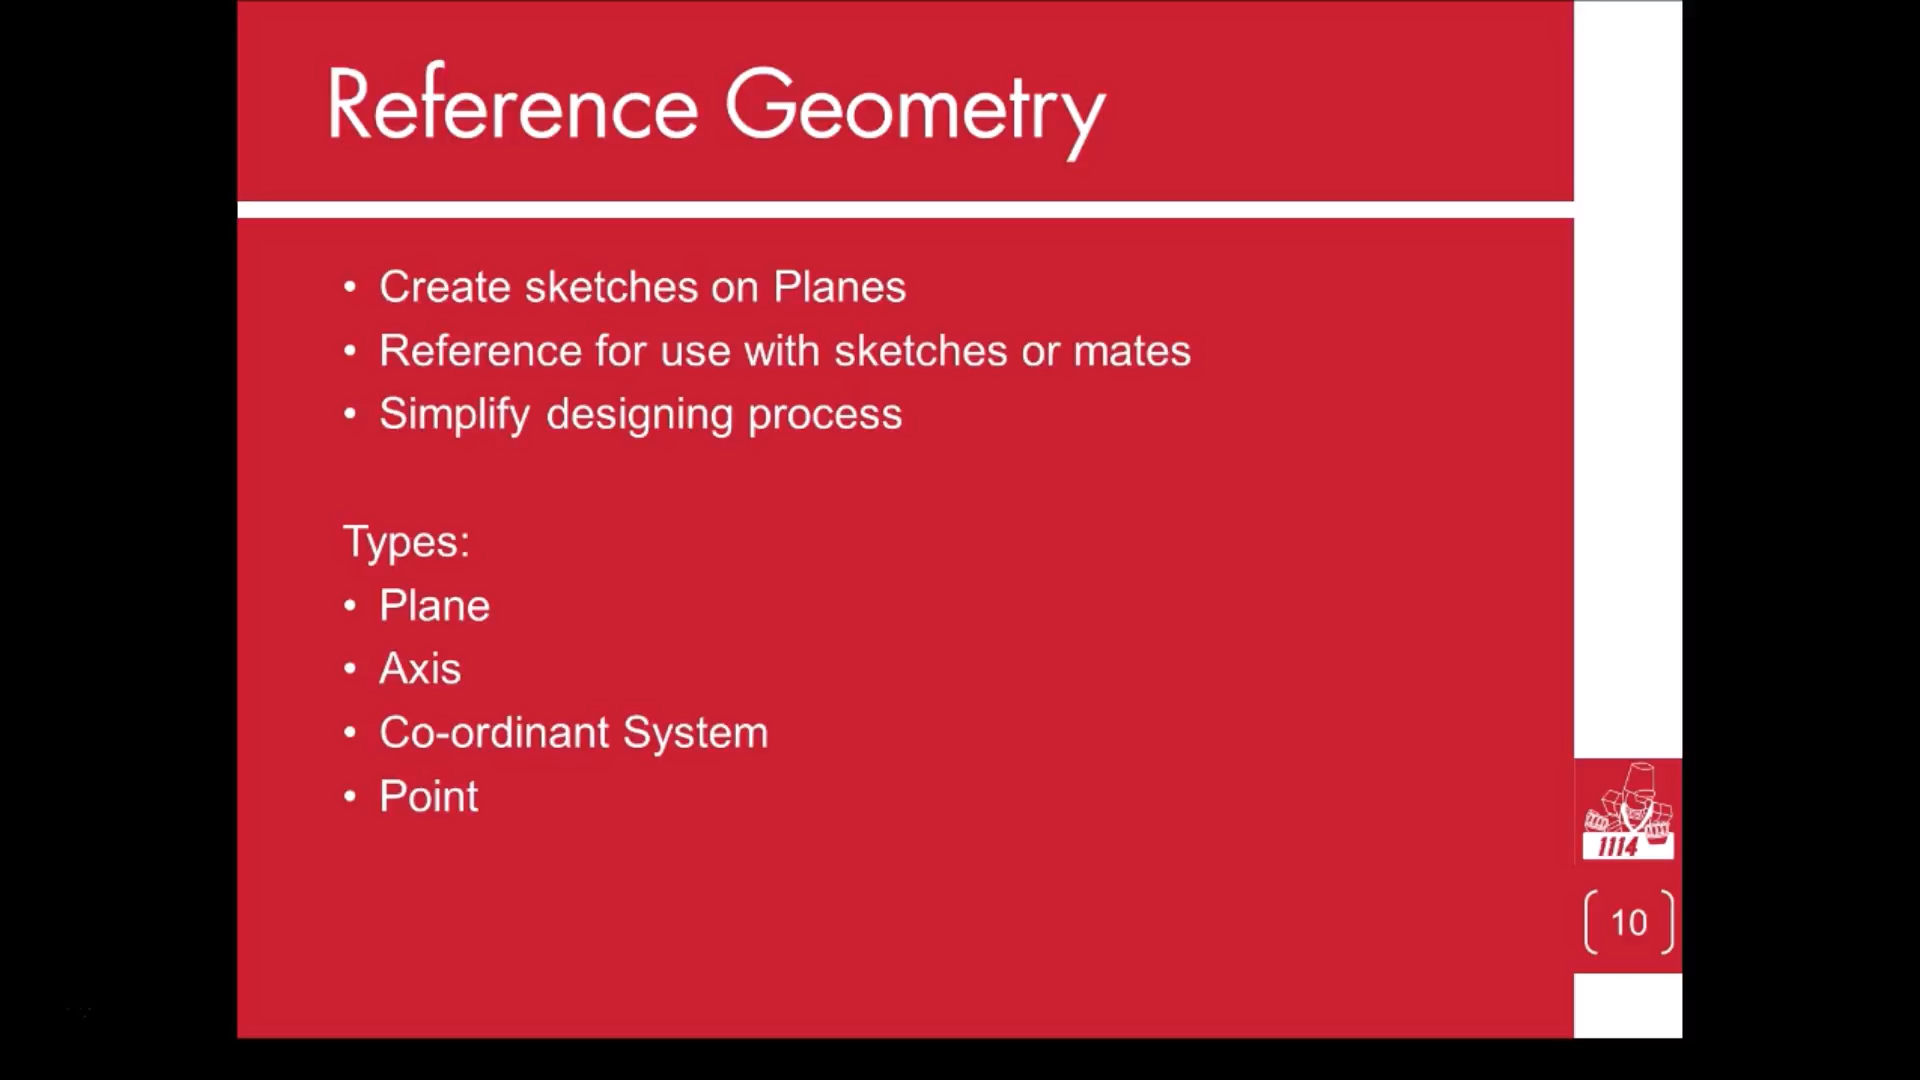 Reference Geometry
• Create sketches on Planes
• Reference for use with sketches or mates
• Simplify designing process
Types:
• Plane
• Axis
• Co-ordinant System
• Point
1114
10